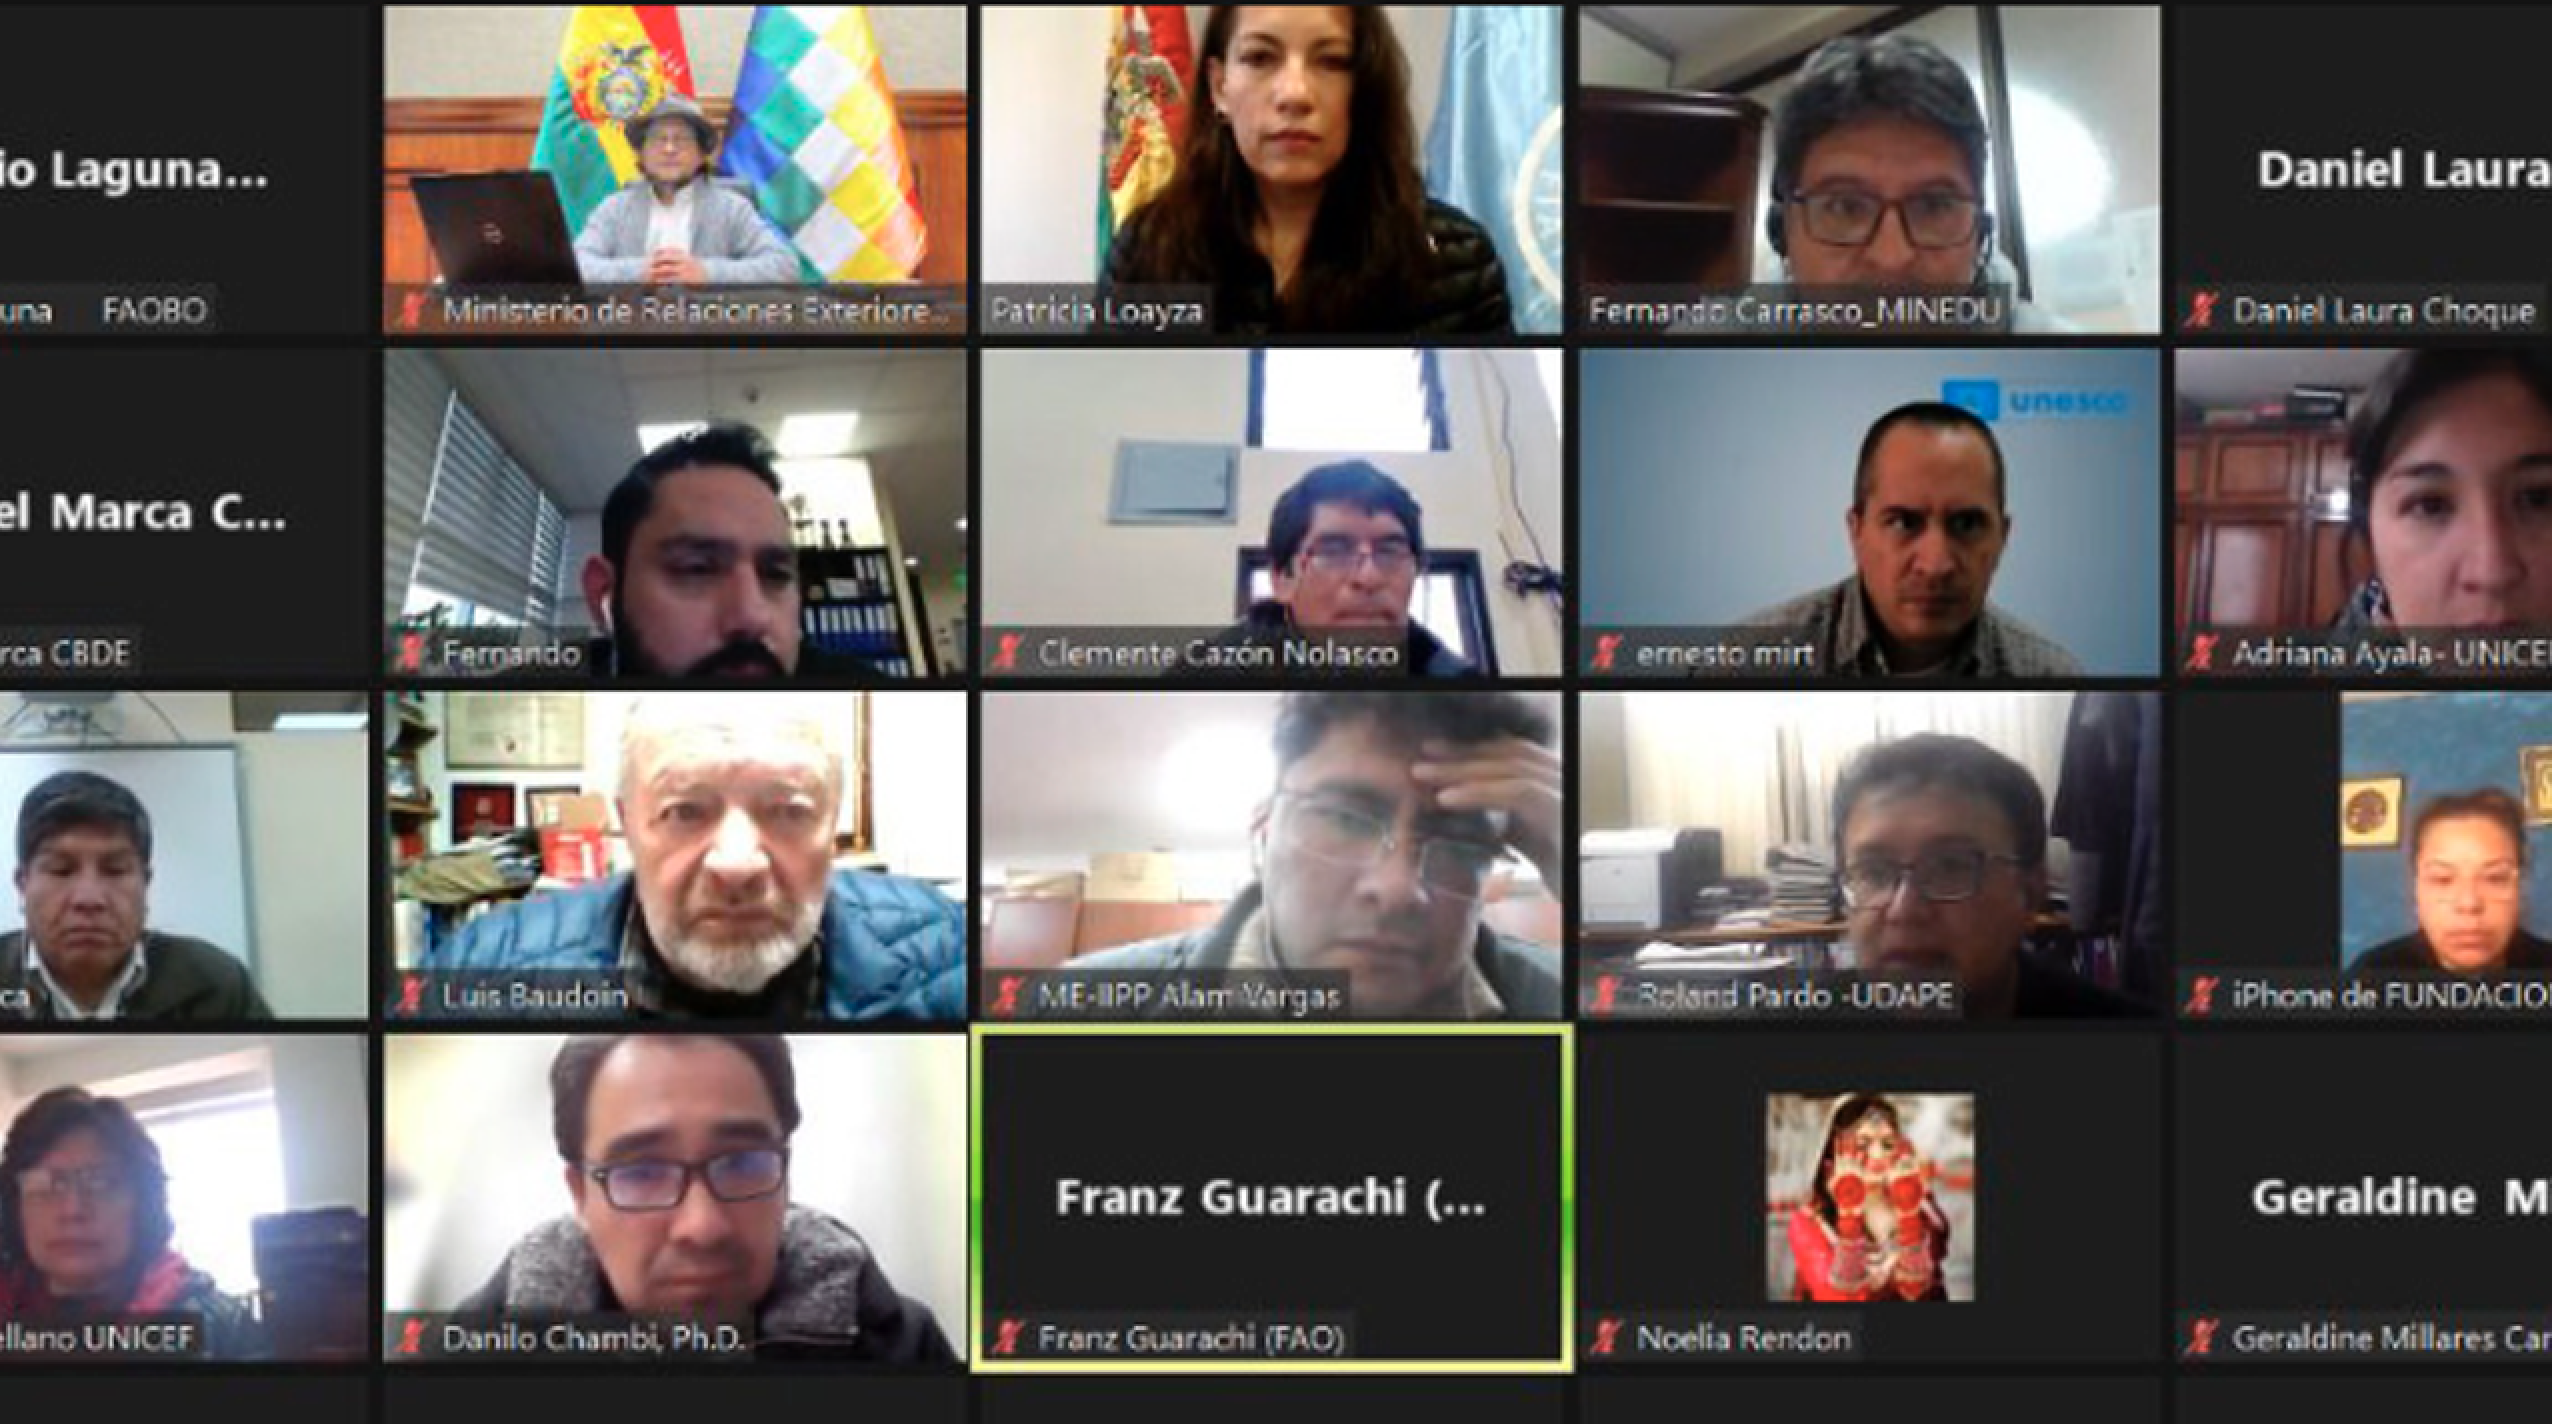 io Laguna...
una FAOBO
Ministerio de Relaciones Exteriore...
Patricia Loayza
Fernando Carrasco_MINEDU
Daniel Laura
Daniel Laura Choque
el Marca C...
rca CBDE
Fernando
Clemente Cazón Nolasco
unesco
ernesto mirt
Adriana Ayala- UNICEF
ca
Luis Baudoin
ME-IIPP Alam Vargas
Roland Pardo -UDAPE
iPhone de FUNDACIO
ellano UNICEF
Danilo Chambi, Ph.D.
Franz Guarachi (...
Franz Guarachi (FAO)
Noelia Rendon
Geraldine M
Geraldine Millares Car